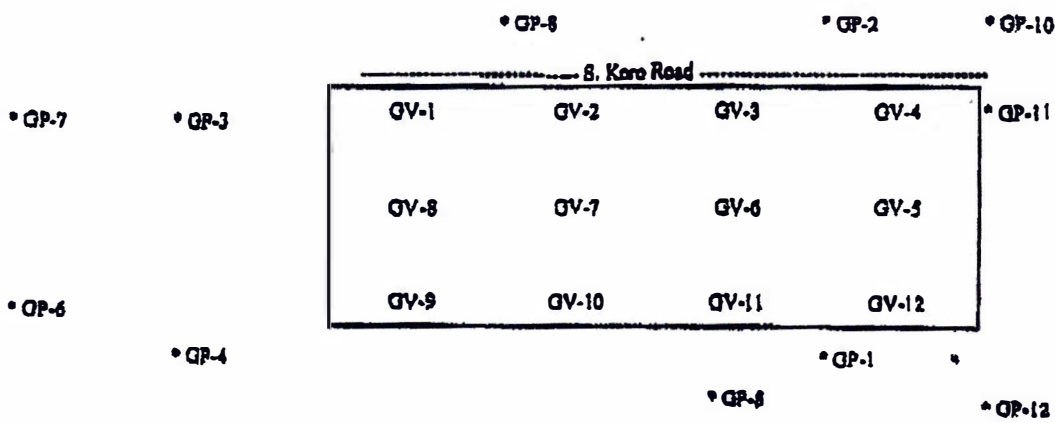 * GP-8 * GP-2 * GP-10
S. Koro Road
* GP-7 * GP-3 GV-1 GV-2 GV-3 GV-4 * GP-11
GV-8 GV-7 GV-6 GV-5
* GP-6 GV-9 GV-10 GV-11 GV-12
* GP-4 * GP-1 *
* GP-5 * GP-12